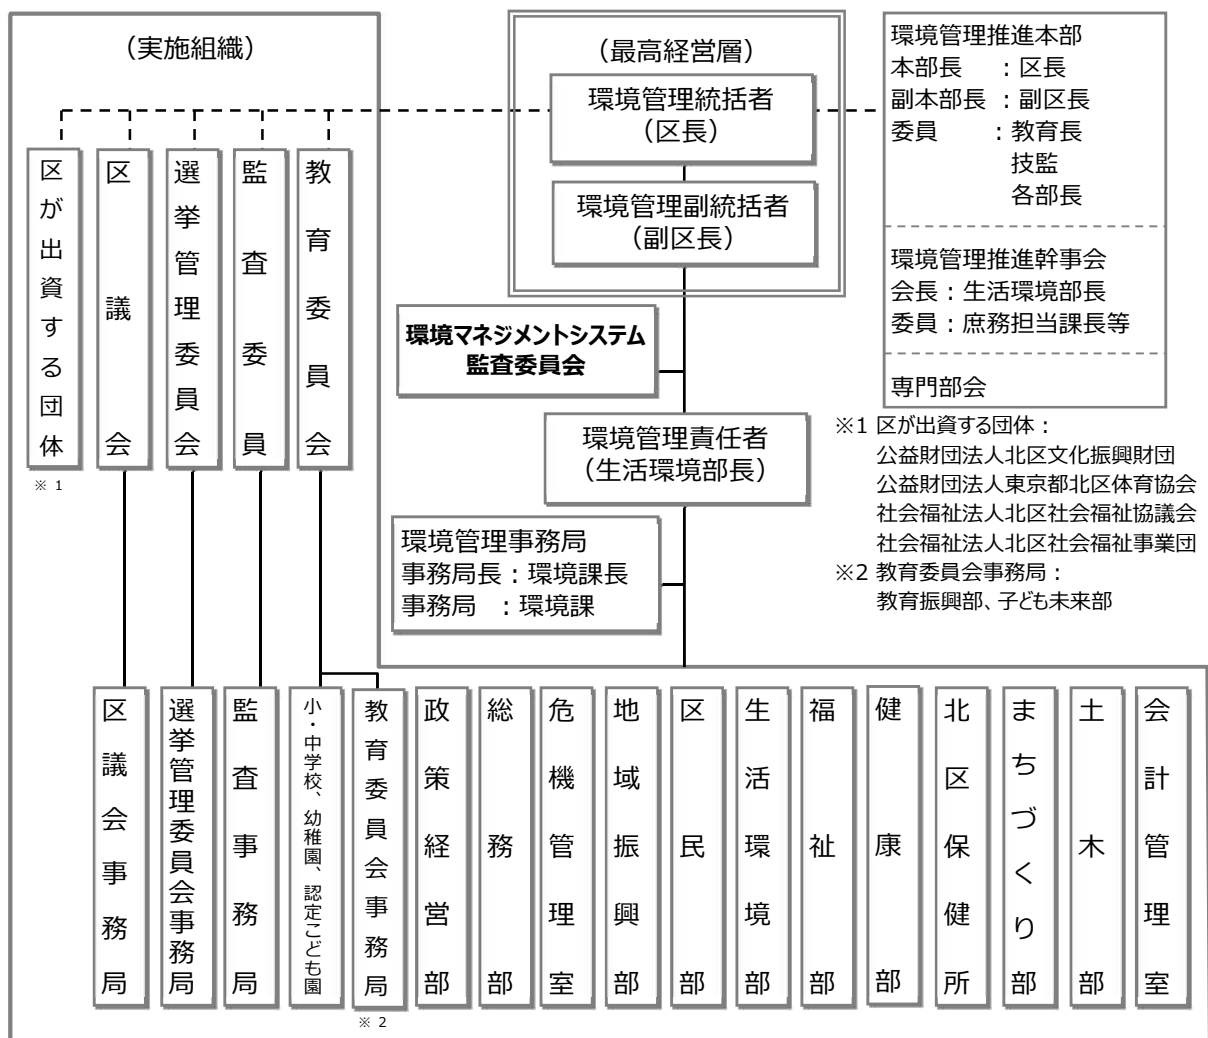 （実施組織）
（最高経営層）
環境管理統括者
（区長）
環境管理副統括者
（副区長）
環境管理推進本部
本部長　：区長
副本部長：副区長
委員　　：教育長
技監
各部長
環境管理推進幹事会
会長：生活環境部長
委員：庶務担当課長等
専門部会
区が出資する団体
※ 1
区議会
選挙管理委員会
監査委員
教育委員会
環境マネジメントシステム
監査委員会
環境管理責任者
（生活環境部長）
環境管理事務局
事務局長：環境課長
事務局　：環境課
※1 区が出資する団体：
公益財団法人北区文化振興財団
公益財団法人東京都北区体育協会
社会福祉法人北区社会福祉協議会
社会福祉法人北区社会福祉事業団
※2 教育委員会事務局：
教育振興部、子ども未来部
区議会事務局
選挙管理委員会事務局
監査事務局
小・中学校、幼稚園、認定こども園
教育委員会事務局
※ 2
政策経営部
総務部
危機管理室
地域振興部
区民部
生活環境部
福祉部
健康部
北区保健所
まちづくり部
土木部
会計管理室